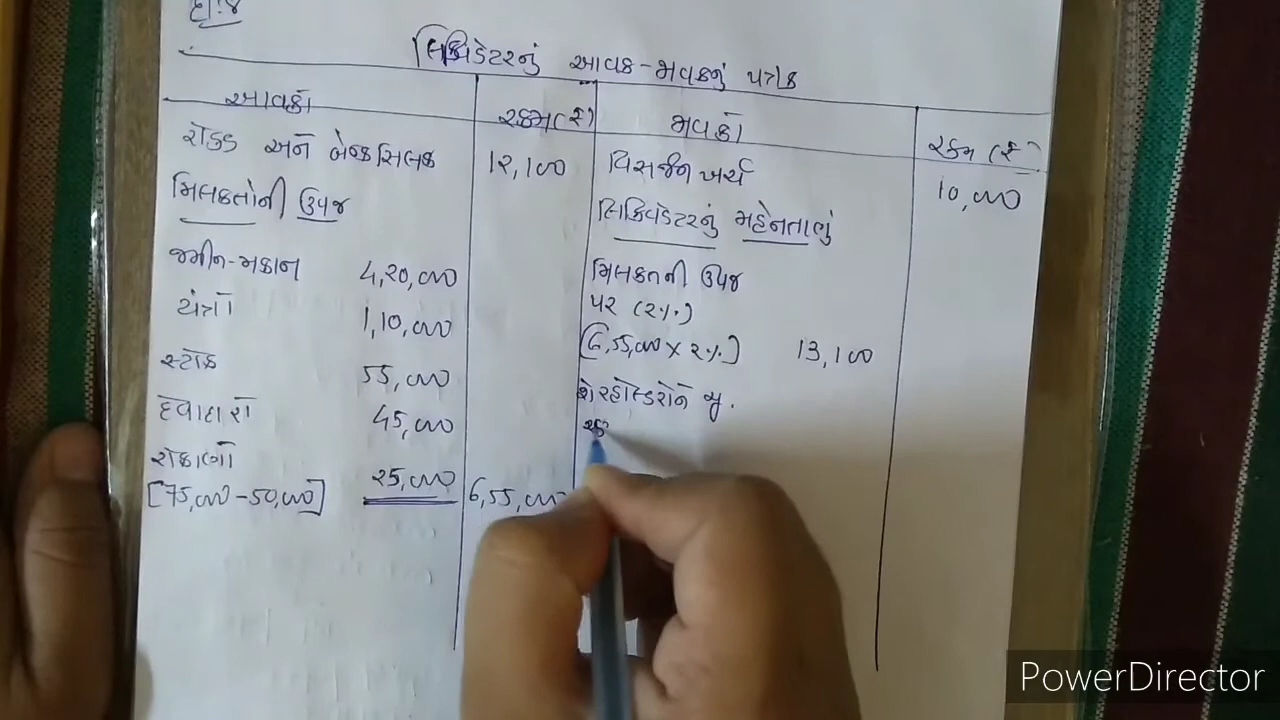 દા:૪
લિક્વિડેટરનું આવક-જાવકનું પત્રક
આવકો રકમ(₹) જાવકો રકમ (₹)
રોકડ અને બેન્ક સિલક 12,100 વિસર્જન ખર્ચ 10,000
મિલકતોની ઉપજ લિક્વિડેટરનું મહેનતાણું
જમીન-મકાન 4,20,000 મિલકતની ઉપજ
યંત્રો 1,10,000 પર (2%)
સ્ટોક 55,000 [6,55,000 x 2%] 13,100
દેવાદારો 45,000 શેરહોલ્ડરોને ચૂ.
રોકાણો
[75,000-50,000] 25,000 6,55,000
PowerDirector